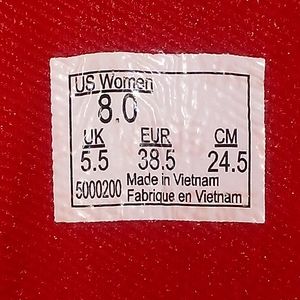 US Women
8.0
UK EUR CM
5.5 38.5 24.5
5000200 Made in Vietnam
Fabrique en Vietnam